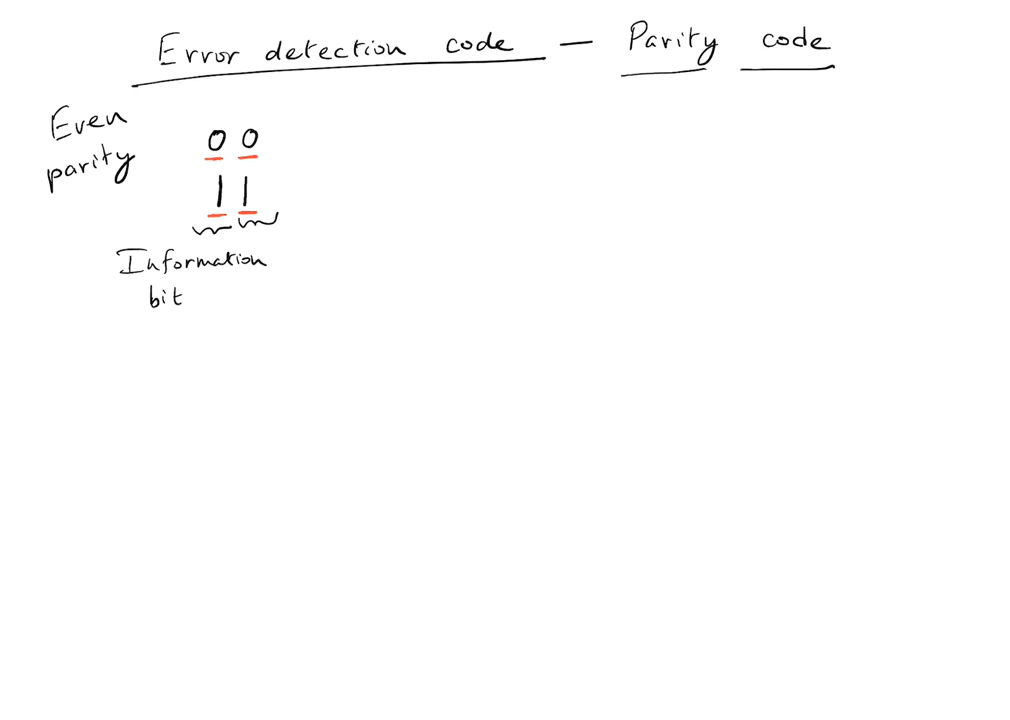 Error detection code — Parity code
Even
parity
0 0
1 1
Information
bit